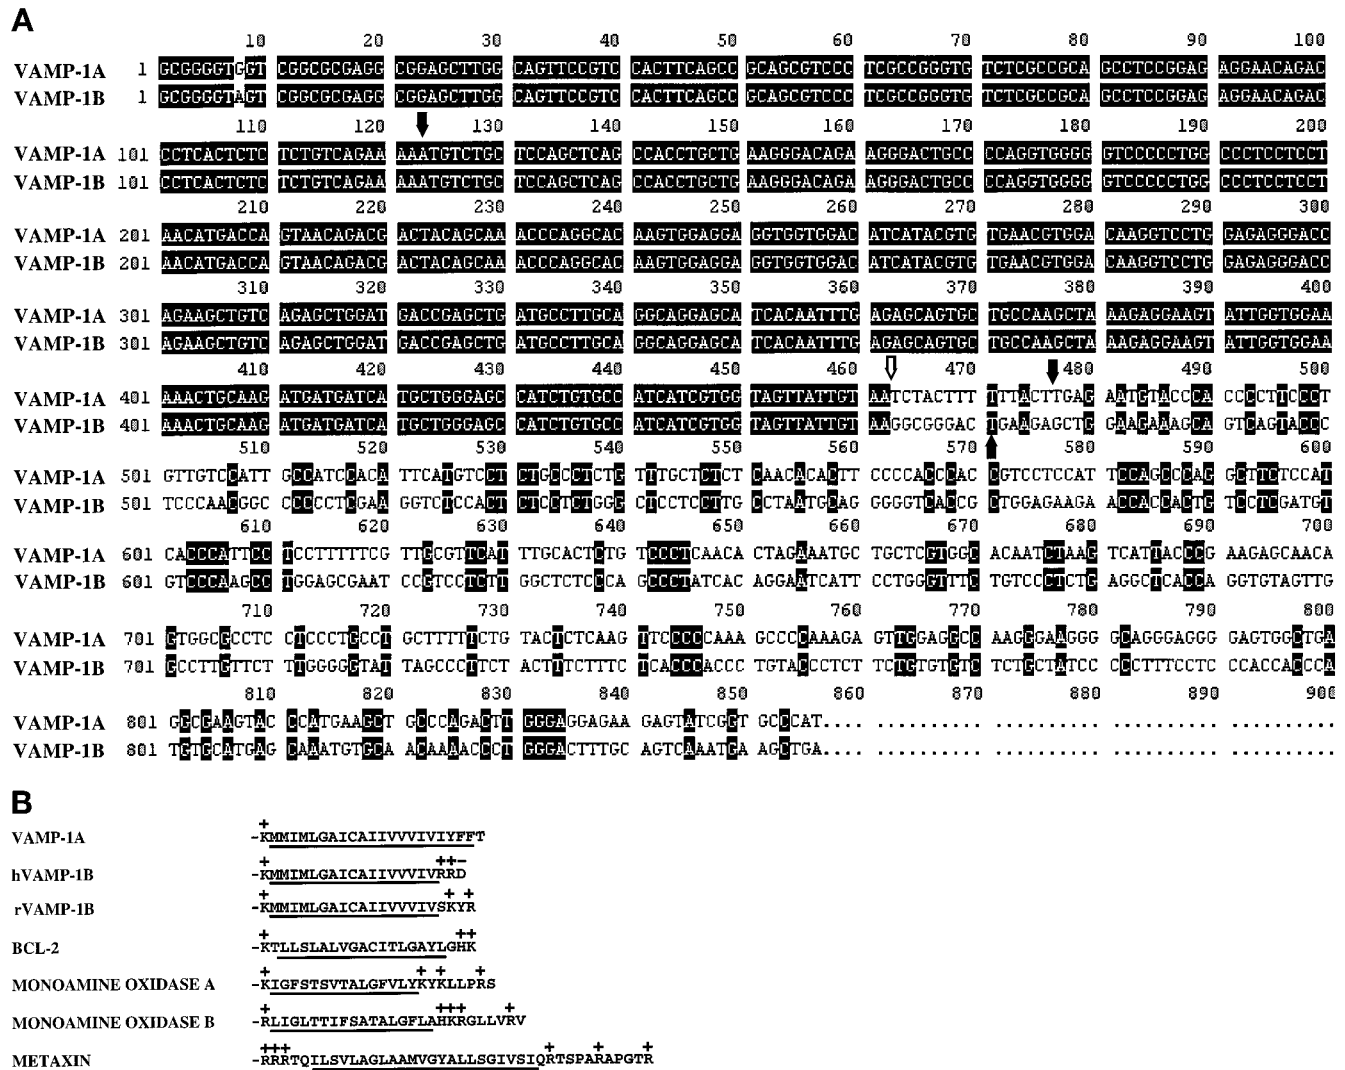 A
10 20 30 40 50 60 70 80 90 100
VAMP-1A 1 GCGGGGTGGT CGGCGCGAGG CGGAGCTTGG CAGTTCCGTC CACTTCAGCC GCAGCGTCCC TCGCCGGGTG TCTCGCCGCA GCCTCCGGAG AGGAACAGAC
VAMP-1B 1 GCGGGGTAGT CGGCGCGAGG CGGAGCTTGG CAGTTCCGTC CACTTCAGCC GCAGCGTCCC TCGCCGGGTG TCTCGCCGCA GCCTCCGGAG AGGAACAGAC
110 120 130 140 150 160 170 180 190 200
VAMP-1A 101 CCTCACTCTC TCTGTCAGAA AAATGTCTGC TCCAGCTCAG CCACCTGCTG AAGGGACAGA AGGGACTGCC CCAGGTGGGG GTCCCCCTGG CCCTCCTCCT
VAMP-1B 101 CCTCACTCTC TCTGTCAGAA AAATGTCTGC TCCAGCTCAG CCACCTGCTG AAGGGACAGA AGGGACTGCC CCAGGTGGGG GTCCCCCTGG CCCTCCTCCT
210 220 230 240 250 260 270 280 290 300
VAMP-1A 201 AACATGACCA GTAACAGACG ACTACAGCAA ACCCAGGCAC AAGTGGAGGA GGTGGTGGAC ATCATACGTG TGAACGTGGA CAAGGTCCTG GAGAGGGACC
VAMP-1B 201 AACATGACCA GTAACAGACG ACTACAGCAA ACCCAGGCAC AAGTGGAGGA GGTGGTGGAC ATCATACGTG TGAACGTGGA CAAGGTCCTG GAGAGGGACC
310 320 330 340 350 360 370 380 390 400
VAMP-1A 301 AGAAGCTGTC AGAGCTGGAT GACCGAGCTG ATGCCTTGCA GGCAGGAGCA TCACAATTTG AGAGCAGTGC TGCCAAGCTA AAGAGGAAGT ATTGGTGGAA
VAMP-1B 301 AGAAGCTGTC AGAGCTGGAT GACCGAGCTG ATGCCTTGCA GGCAGGAGCA TCACAATTTG AGAGCAGTGC TGCCAAGCTA AAGAGGAAGT ATTGGTGGAA
410 420 430 440 450 460 470 480 490 500
VAMP-1A 401 AAACTGCAAG ATGATGATCA TGCTGGGAGC CATCTGTGCC ATCATCGTGG TAGTTATTGT AATCTACTTT TTTACTTGAG AATGTACCCA CCCCTTCCCT
VAMP-1B 401 AAACTGCAAG ATGATGATCA TGCTGGGAGC CATCTGTGCC ATCATCGTGG TAGTTATTGT AAGGCGGGAC TGAAGAGCTG GAAGAAAGCA GTCAGTACCC
510 520 530 540 550 560 570 580 590 600
VAMP-1A 501 GTTGTCCATT GCCATCCACA TTCATGTCCT CTGCCCTCTG TTTGCTCTCT CAACACACTT CCCCACCCAC CGTCCTCCAT TCCAGCCCAG GCTTCTCCAT
VAMP-1B 501 TCCCAACGGC CCCCCTCGAA GGTCTCCACT CTCCTCTGGG CTCCTCCTTG CCTAATGCAG GGGGTCACCG CTGGAGAAGA ACCACCACTG TCCTCGATGT
610 620 630 640 650 660 670 680 690 700
VAMP-1A 601 CACCCATTCC TCCTTTTTCG TTGCGTTCAT TTGCACTCTG TCCCTCAACA CTAGAAATGC TGCTCGTGGC ACAATCTAAG TCATTACCCG AAGAGCAACA
VAMP-1B 601 GTCCCAAGCC TGGAGCGAAT CCGTCCTCTT GGCTCTCCCA GCCCTATCAC AGGAATCATT CCTGGGTTTC TGTCCCTCTG AGGCTCACCA GGTGTAGTTG
710 720 730 740 750 760 770 780 790 800
VAMP-1A 701 GTGGCGCCTC CTCCCTGCCT GCTTTTTCTG TACTCTCAAG TTCCCCCAAA GCCCCAAAGA GTTGGAGGCC AAGGGAAGGG GCAGGGAGGG GAGTGGCTGA
VAMP-1B 701 GCCTTGTTCT TTGGGGGTAT TAGCCCTTCT ACTTTCTTTC TCACCCACCC TGTACCCTCT TCTGTGTGTC TCTGCTATCC CCCTTTCCTC CCACCACCCA
810 820 830 840 850 860 870 880 890 900
VAMP-1A 801 GGCGAAGTAC CCATGAAGCT GCCCAGACTT GGGAGGAGAA GAGTATCGGT GCCCAT.... .......... .......... .......... ..........
VAMP-1B 801 TGTGCATGAG CAAATGTGCA ACAAAACCCT GGGACTTTGC AGTCAAATGA AGCTGA.... .......... .......... .......... ..........
B
+
VAMP-1A -KMMIMLGAICAIIVVVIVIYFFT
+ ++−
hVAMP-1B -KMMIMLGAICAIIVVVIVRRD
+ + +
rVAMP-1B -KMMIMLGAICAIIVVVIVSKYR
+ ++
BCL-2 -KTLLSLALVGACITLGAYLGHK
+ + + +
MONOAMINE OXIDASE A -KIGFSTSVTALGFVLYKYKLLPRS
+ +++ +
MONOAMINE OXIDASE B -RLIGLTTIFSATALGFLAHKRGLLVRV
+++ + + +
METAXIN -RRRTQILSVLAGLAAMVGYALLSGIVSIQRTSPARAPGTR